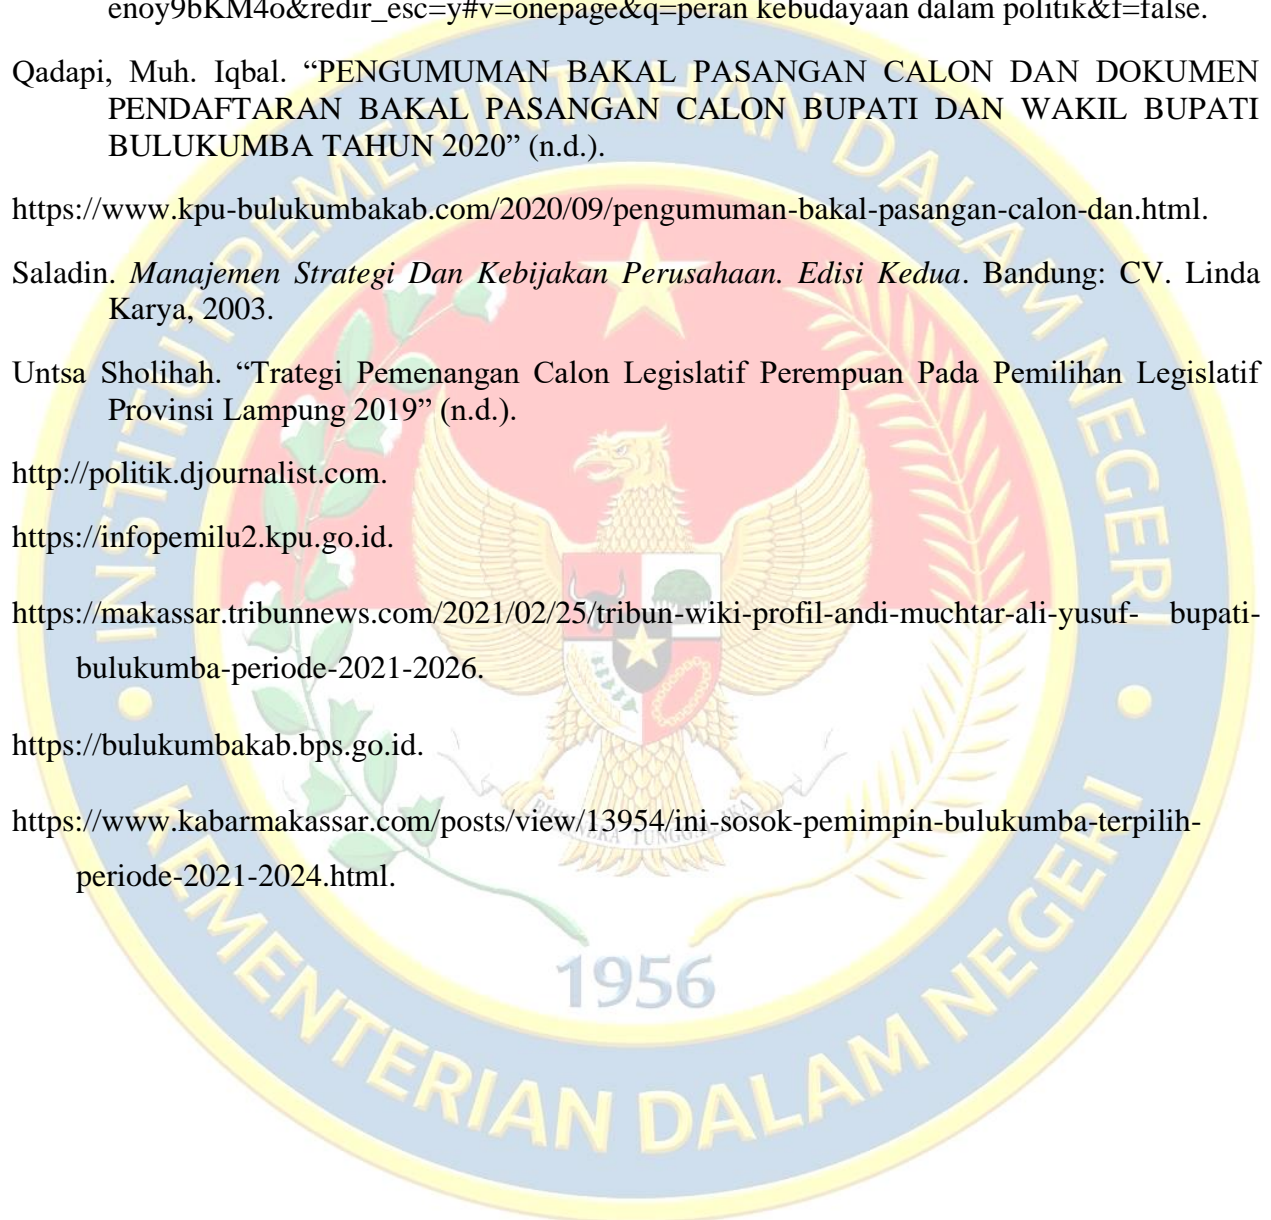 enoy9bKM4o&redir_esc=y#v=onepage&q=peran kebudayaan dalam politik&f=false.
Qadapi, Muh. Iqbal. “PENGUMUMAN BAKAL PASANGAN CALON DAN DOKUMEN
PENDAFTARAN BAKAL PASANGAN CALON BUPATI DAN WAKIL BUPATI
BULUKUMBA TAHUN 2020” (n.d.).
https://www.kpu-bulukumbakab.com/2020/09/pengumuman-bakal-pasangan-calon-dan.html.
Saladin. Manajemen Strategi Dan Kebijakan Perusahaan. Edisi Kedua. Bandung: CV. Linda
Karya, 2003.
Untsa Sholihah. “Trategi Pemenangan Calon Legislatif Perempuan Pada Pemilihan Legislatif
Provinsi Lampung 2019” (n.d.).
http://politik.djournalist.com.
https://infopemilu2.kpu.go.id.
https://makassar.tribunnews.com/2021/02/25/tribun-wiki-profil-andi-muchtar-ali-yusuf- bupati-
bulukumba-periode-2021-2026.
https://bulukumbakab.bps.go.id.
https://www.kabarmakassar.com/posts/view/13954/ini-sosok-pemimpin-bulukumba-terpilih-
periode-2021-2024.html.
INSTITUT PEMERINTAHAN DALAM NEGERI
KEMENTERIAN DALAM NEGERI
1956